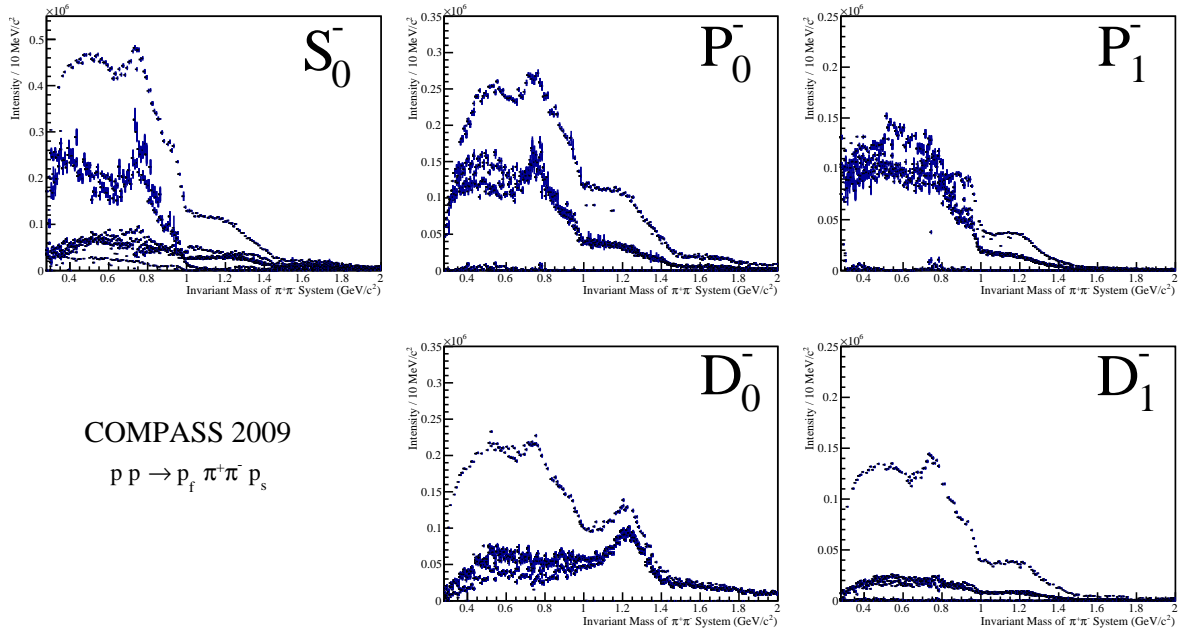 ×10⁶
Intensity / 10 MeV/c²
S₀⁻
0.5
0.4
0.3
0.2
0.1
0
0.4 0.6 0.8 1 1.2 1.4 1.6 1.8 2
Invariant Mass of π⁺π⁻ System (GeV/c²)
×10⁶
Intensity / 10 MeV/c²
P₀⁻
0.35
0.3
0.25
0.2
0.15
0.1
0.05
0
0.4 0.6 0.8 1 1.2 1.4 1.6 1.8 2
Invariant Mass of π⁺π⁻ System (GeV/c²)
×10⁶
Intensity / 10 MeV/c²
P₁⁻
0.25
0.2
0.15
0.1
0.05
0
0.4 0.6 0.8 1 1.2 1.4 1.6 1.8 2
Invariant Mass of π⁺π⁻ System (GeV/c²)
COMPASS 2009
p p → p_f π⁺π⁻ p_s
×10⁶
Intensity / 10 MeV/c²
D₀⁻
0.35
0.3
0.25
0.2
0.15
0.1
0.05
0
0.4 0.6 0.8 1 1.2 1.4 1.6 1.8 2
Invariant Mass of π⁺π⁻ System (GeV/c²)
×10⁶
Intensity / 10 MeV/c²
D₁⁻
0.25
0.2
0.15
0.1
0.05
0
0.4 0.6 0.8 1 1.2 1.4 1.6 1.8 2
Invariant Mass of π⁺π⁻ System (GeV/c²)